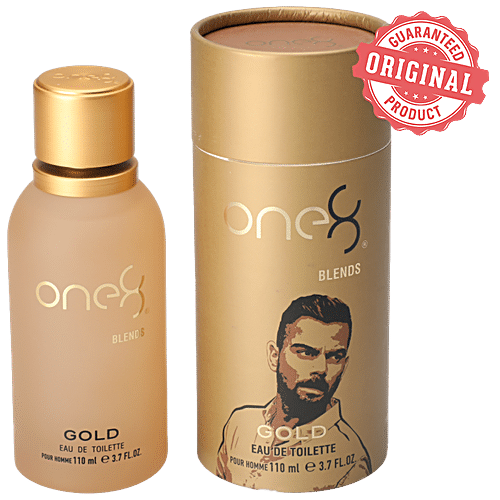 one8
GUARANTEED
ORIGINAL
PRODUCT
one8®
BLENDS
GOLD
EAU DE TOILETTE
POUR HOMME 110 ml e 3.7 FL.OZ.
one8®
BLENDS
GOLD
EAU DE TOILETTE
POUR HOMME 110 ml e 3.7 FL.OZ.